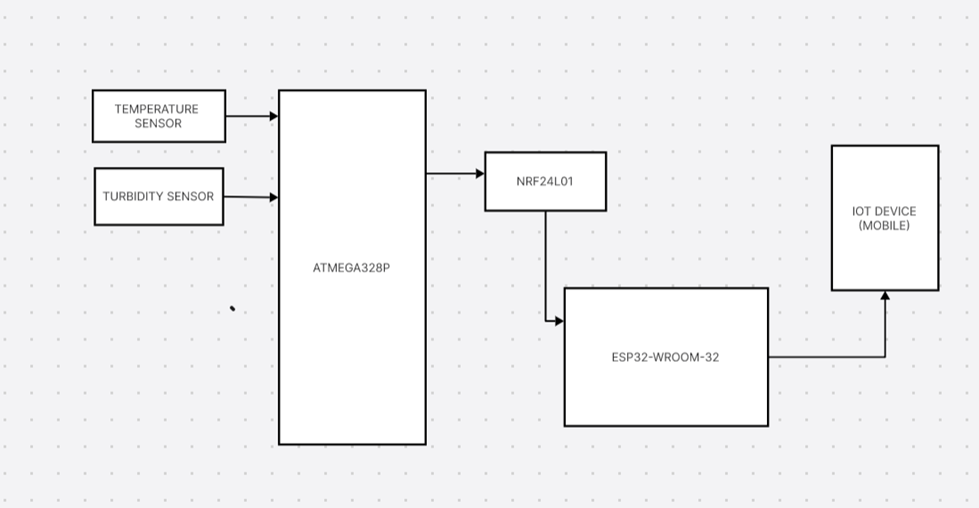 TEMPERATURE
SENSOR
TURBIDITY SENSOR
ATMEGA328P
NRF24L01
ESP32-WROOM-32
IOT DEVICE
(MOBILE)